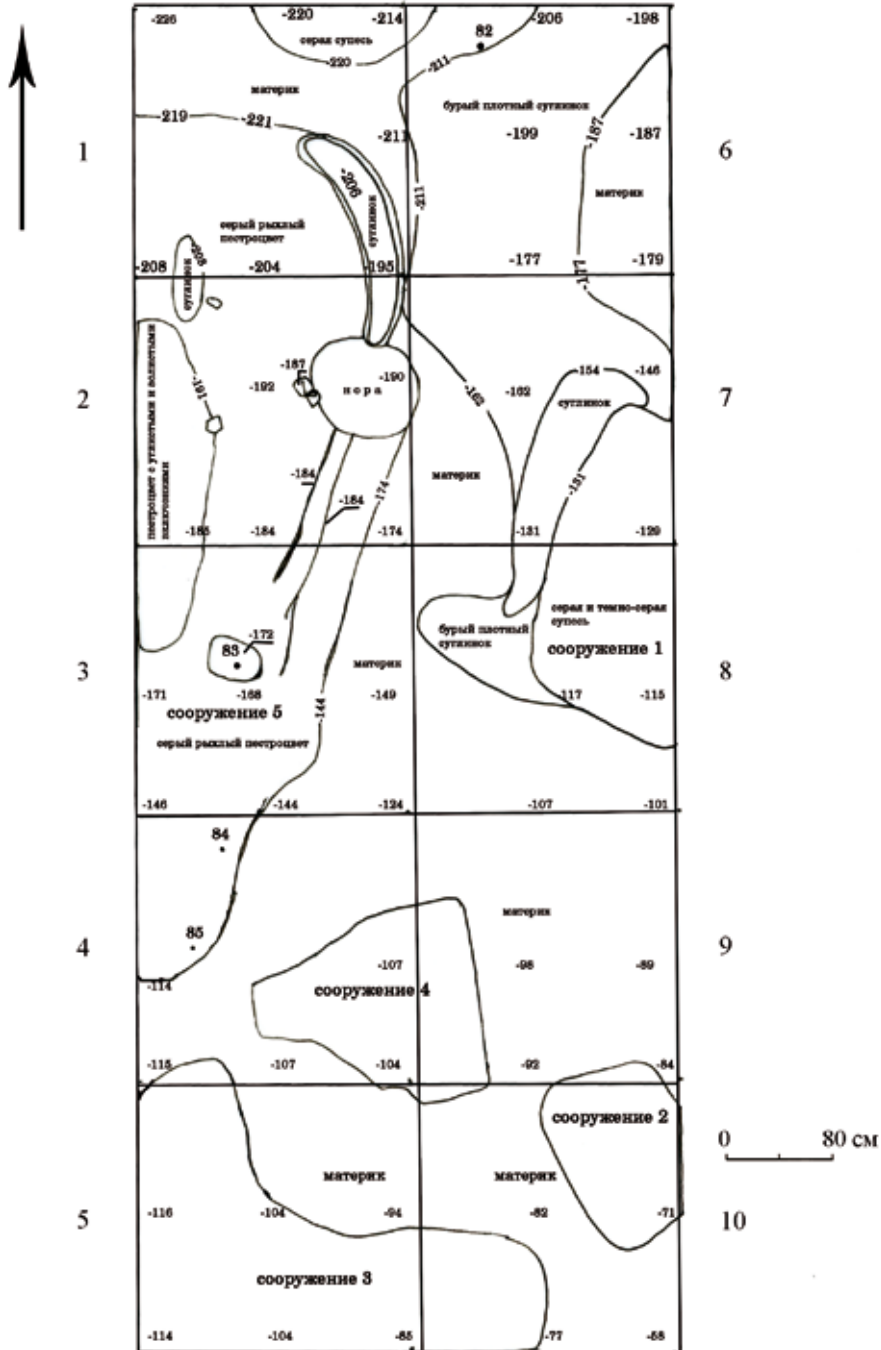 -226 -220 -214 -206 -198
серая супесь
82
-220
-211
материк
бурый плотный суглинок
-219 -221
-211 -199 -187 -187
1 6
-206
суглинок
-211
материк
серый рыхлый
пестроцвет
-208
суглинок
-208 -204 -195 -177 -177 -179
-187
-192
нора
-190
-191
-162
-162
-154 -146
суглинок
2 7
пестроцвет с углистыми и золистыми
включениями
материк
-131
-184
-184
-174
-185 -184 -174 -131 -129
серая и темно-серая
супесь
бурый плотный
суглинок
сооружение 1
-172
83
материк
3 8
-171 -168 -149 -117 -115
-144
сооружение 5
серый рыхлый пестроцвет
-146 -144 -124 -107 -101
84
материк
85
4 9
-107 -98 -89
-114
сооружение 4
-115 -107 -104 -92 -84
сооружение 2
0 80 см
материк материк
-116 -104 -94 -82 -71
5 10
сооружение 3
-114 -104 -85 -77 -68